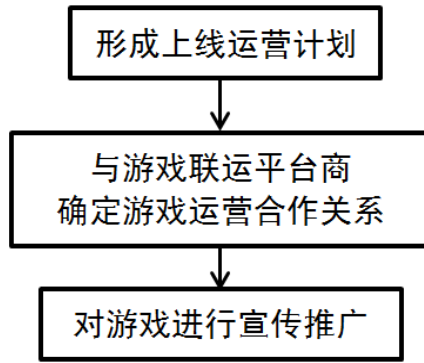 形成上线运营计划
与游戏联运平台商
确定游戏运营合作关系
对游戏进行宣传推广